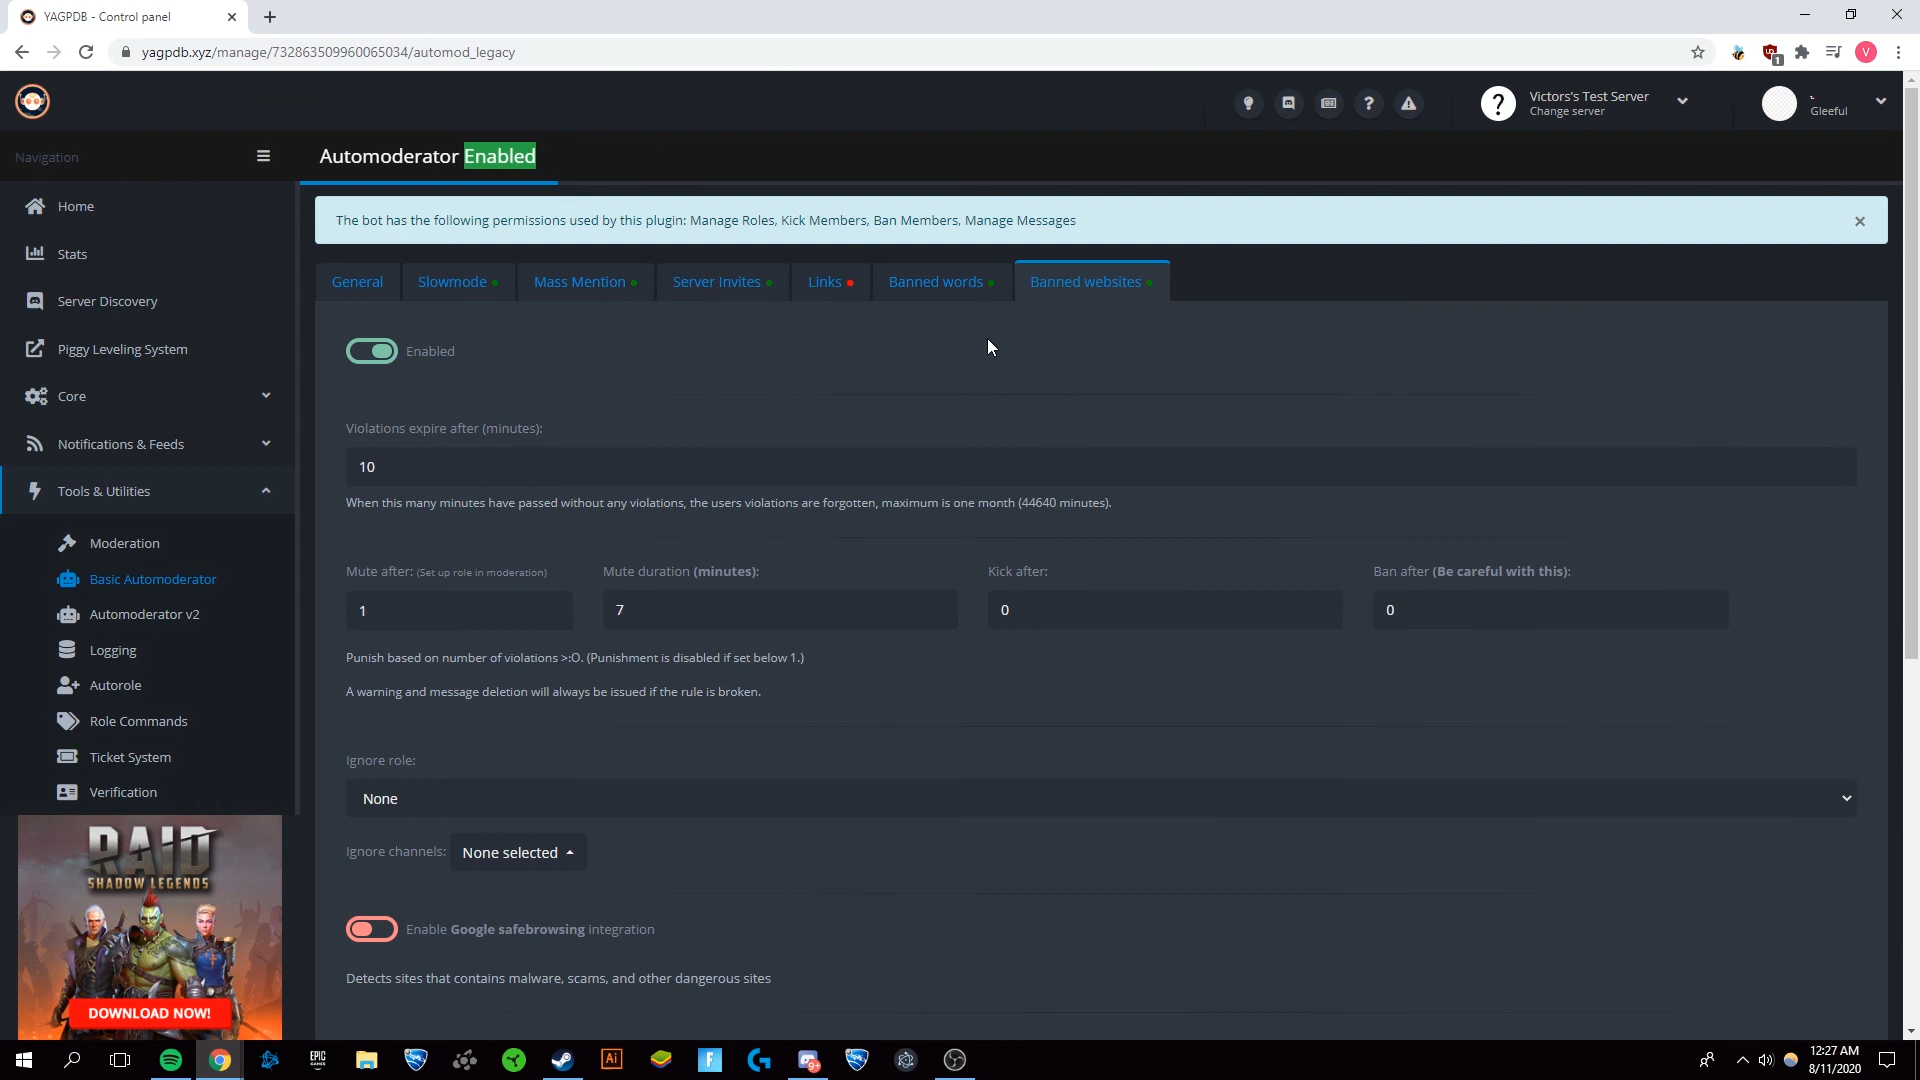 YAGPDB - Control panel
yagpdb.xyz/manage/732863509960065034/automod_legacy
1
V
?
?
Victors's Test Server
Change server
Gleeful
Navigation
Automoderator Enabled
Home
Stats
Server Discovery
Piggy Leveling System
Core
Notifications & Feeds
Tools & Utilities
Moderation
Basic Automoderator
Automoderator v2
Logging
Autorole
Role Commands
Ticket System
Verification
RAID
SHADOW LEGENDS
DOWNLOAD NOW!
The bot has the following permissions used by this plugin: Manage Roles, Kick Members, Ban Members, Manage Messages
General Slowmode Mass Mention Server Invites Links Banned words Banned websites
Enabled
Violations expire after (minutes):
10
When this many minutes have passed without any violations, the users violations are forgotten, maximum is one month (44640 minutes).
Mute after: (Set up role in moderation) Mute duration (minutes): Kick after: Ban after (Be careful with this):
1 7 0 0
Punish based on number of violations >:O. (Punishment is disabled if set below 1.)
A warning and message deletion will always be issued if the rule is broken.
Ignore role:
None
Ignore channels: None selected
Enable Google safebrowsing integration
Detects sites that contains malware, scams, and other dangerous sites
EPIC
GAMES
Ai
F
9+
12:27 AM
8/11/2020